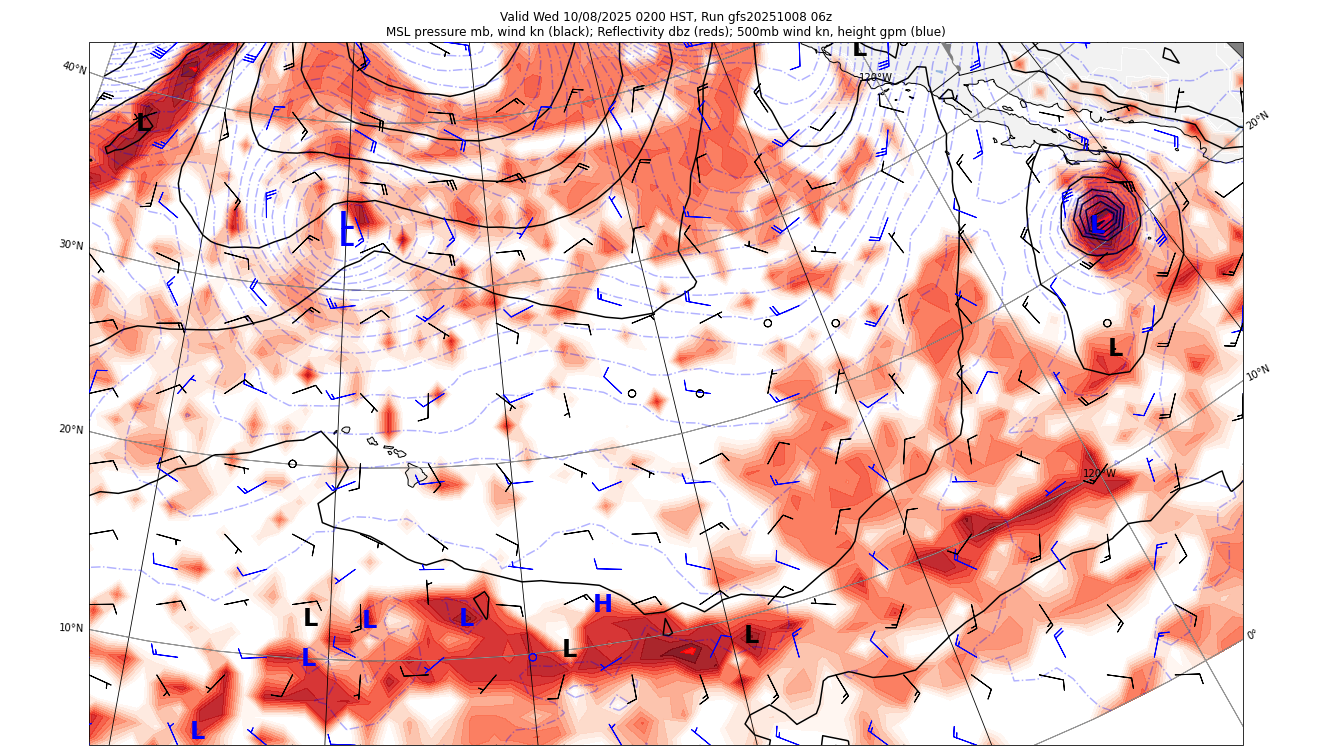 Valid Wed 10/08/2025 0200 HST, Run gfs20251008 06z
MSL pressure mb, wind kn (black); Reflectivity dbz (reds); 500mb wind kn, height gpm (blue)
L
40°N
120°W
L
20°N
L
L
30°N
L
L
10°N
20°N
120°W
H
L
L
L
10°N
L
L
0°
L
L